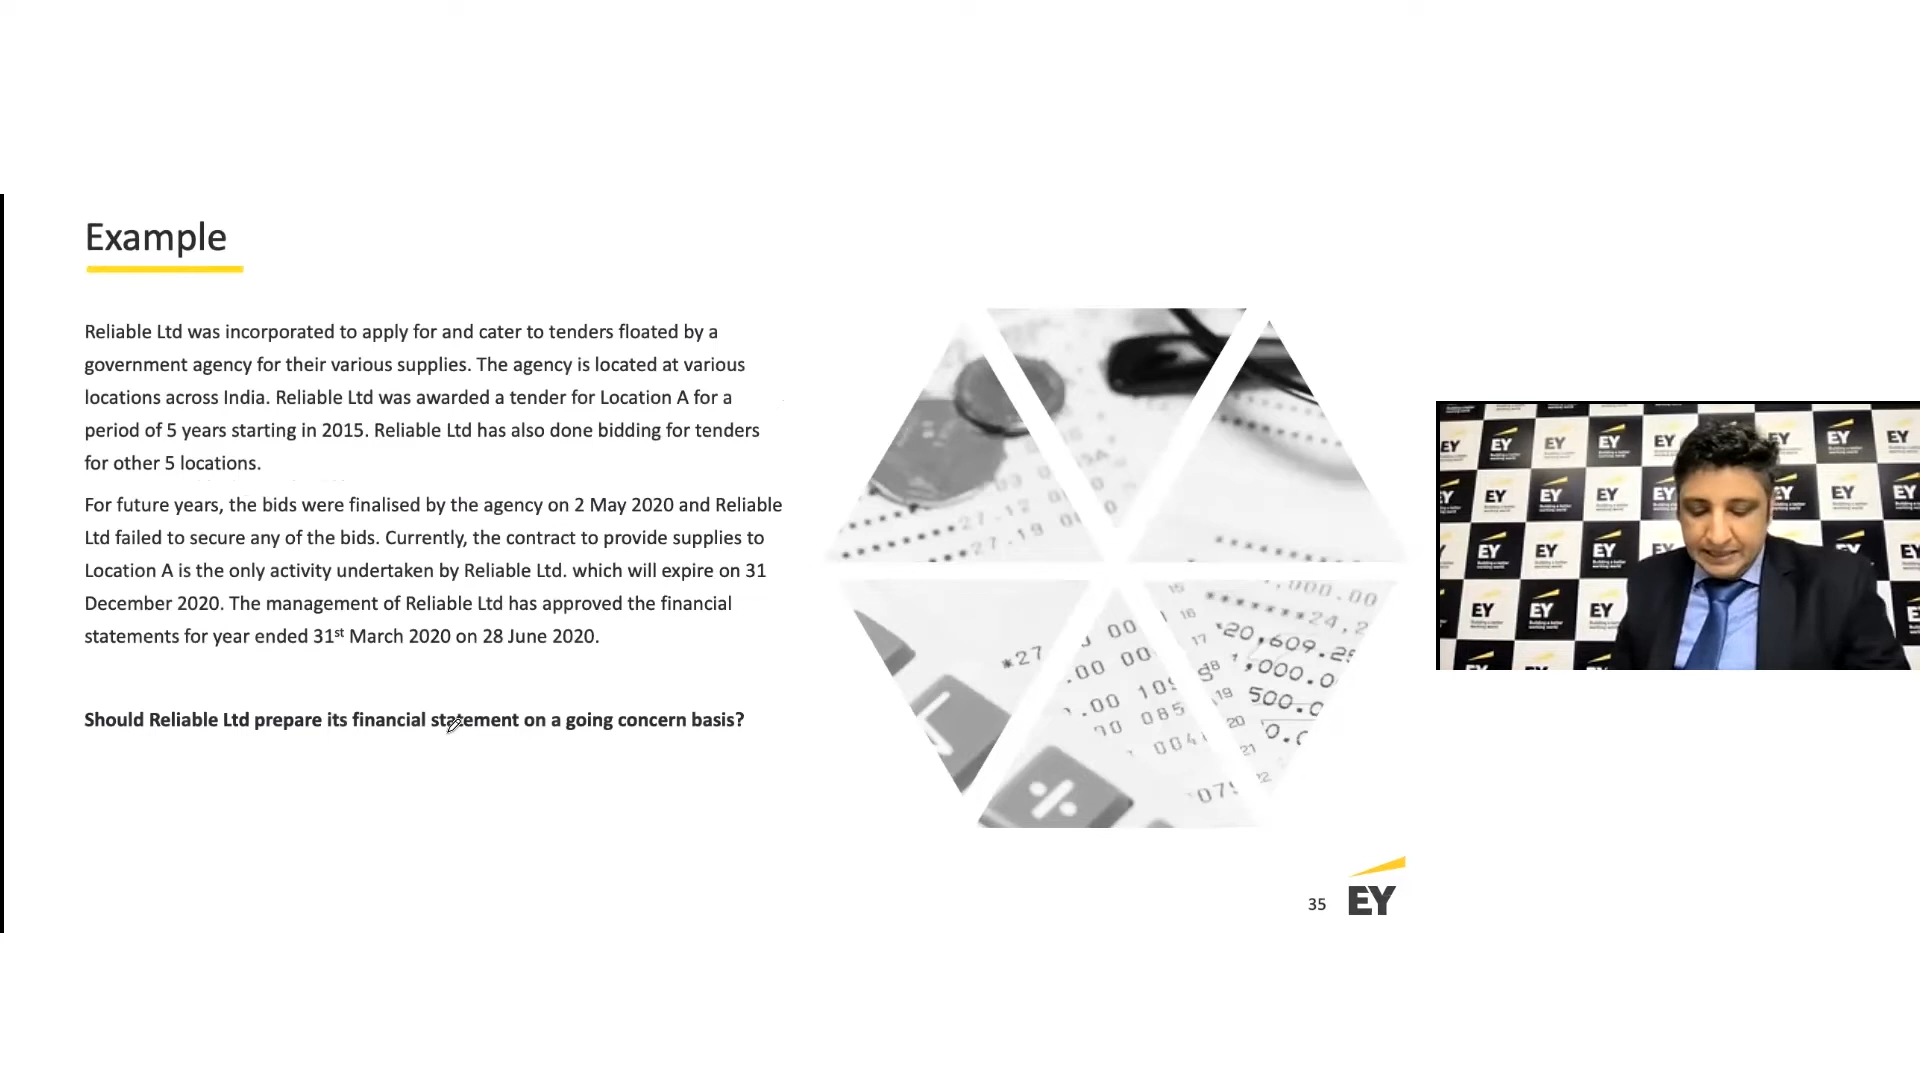 Example
Reliable Ltd was incorporated to apply for and cater to tenders floated by a
government agency for their various supplies. The agency is located at various
locations across India. Reliable Ltd was awarded a tender for Location A for a
period of 5 years starting in 2015. Reliable Ltd has also done bidding for tenders
for other 5 locations.
For future years, the bids were finalised by the agency on 2 May 2020 and Reliable
Ltd failed to secure any of the bids. Currently, the contract to provide supplies to
Location A is the only activity undertaken by Reliable Ltd. which will expire on 31
December 2020. The management of Reliable Ltd has approved the financial
statements for year ended 31st March 2020 on 28 June 2020.
Should Reliable Ltd prepare its financial statement on a going concern basis?
35
EY